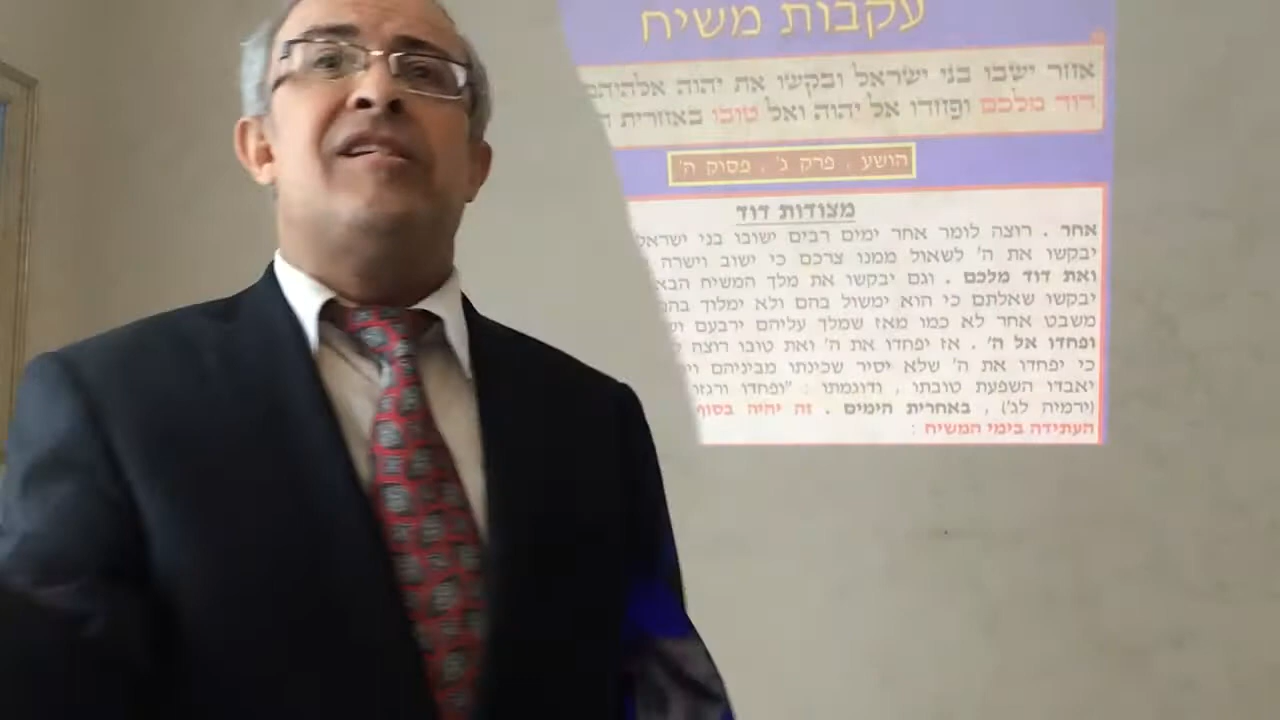 עקבות משיח
אחר ישבו בני ישראל ובקשו את יהוה אלהיהם
דוד מלכם ופחדו אל יהוה ואל טובו באחרית
הושע , פרק ג' , פסוק ה'
מצודות דוד
אחר . רוצה לומר אחר ימים רבים ישובו בני ישראל
יבקשו את ה' לשאול ממנו צרכם כי ישוב וישרה
ואת דוד מלכם . וגם יבקשו את מלך המשיח הבא
יבקשו שאלתם כי הוא ימשול בהם ולא ימלוך בהם
משבט אחר לא כמו מאז שמלך עליהם ירבעם
ופחדו אל ה' . אז יפחדו את ה' ואת טובו רוצה
כי יפחדו את ה' שלא יסיר שכינתו מביניהם
יאבדו השפעת טובתו , ודוגמתו : "ופחדו ורגזו
(ירמיה לג') , באחרית הימים . זה יהיה בסוף
העתידה בימי המשיח :